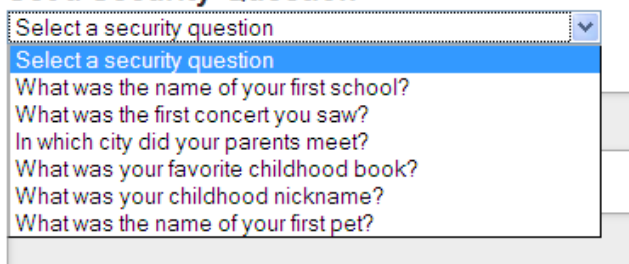 Select a security question
Select a security question
What was the name of your first school?
What was the first concert you saw?
In which city did your parents meet?
What was your favorite childhood book?
What was your childhood nickname?
What was the name of your first pet?